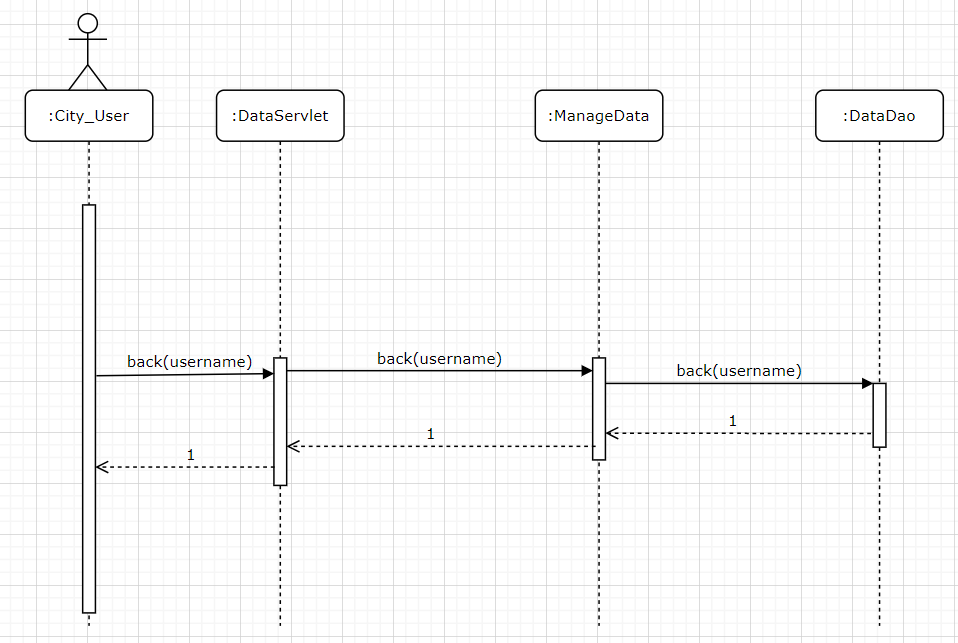 :City_User
:DataServlet
:ManageData
:DataDao
back(username)
back(username)
back(username)
1
1
1